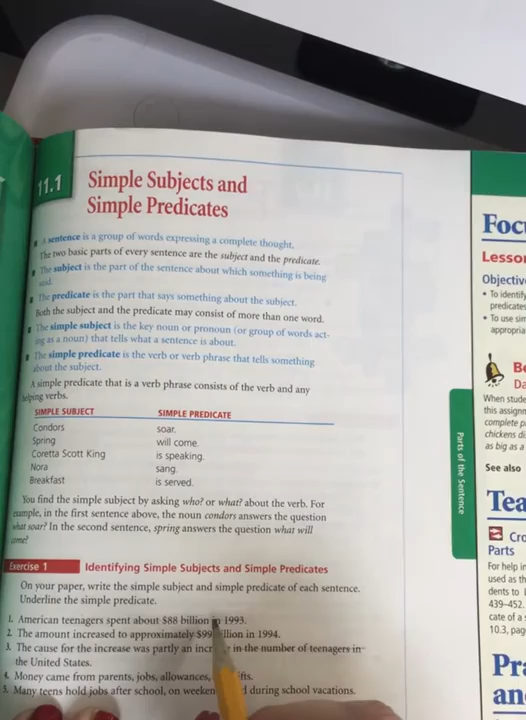 11.1
Simple Subjects and
Simple Predicates
A sentence is a group of words expressing a complete thought.
The two basic parts of every sentence are the subject and the predicate.
The subject is the part of the sentence about which something is being
said.
The predicate is the part that says something about the subject.
Both the subject and the predicate may consist of more than one word.
The simple subject is the key noun or pronoun (or group of words act-
ing as a noun) that tells what a sentence is about.
The simple predicate is the verb or verb phrase that tells something
about the subject.
A simple predicate that is a verb phrase consists of the verb and any
helping verbs.
SIMPLE SUBJECT SIMPLE PREDICATE
Condors soar.
Spring will come.
Coretta Scott King is speaking.
Nora sang.
Breakfast is served.
You find the simple subject by asking who? or what? about the verb. For
example, in the first sentence above, the noun condors answers the question
what soar? In the second sentence, spring answers the question what will
come?
Exercise 1 Identifying Simple Subjects and Simple Predicates
On your paper, write the simple subject and simple predicate of each sentence.
Underline the simple predicate.
1. American teenagers spent about $88 billion in 1993.
2. The amount increased to approximately $99 in 1994.
3. The cause for the increase was partly an in the number of teenagers in
the United States.
4. Money came from parents, jobs, allowances,
5. Many teens hold jobs after school, on during school vacations.
Parts of the Sentence
Focu
Lesson
Objective
• To identify
predicates
• To use sim
appropria
Be
Da
When stude
this assignm
complete p
chickens di
as big as a
See also
Tea
Cro
Parts
For help in
used as th
dents to
439–452.
cate of a s
10.3, pag
Pra
an